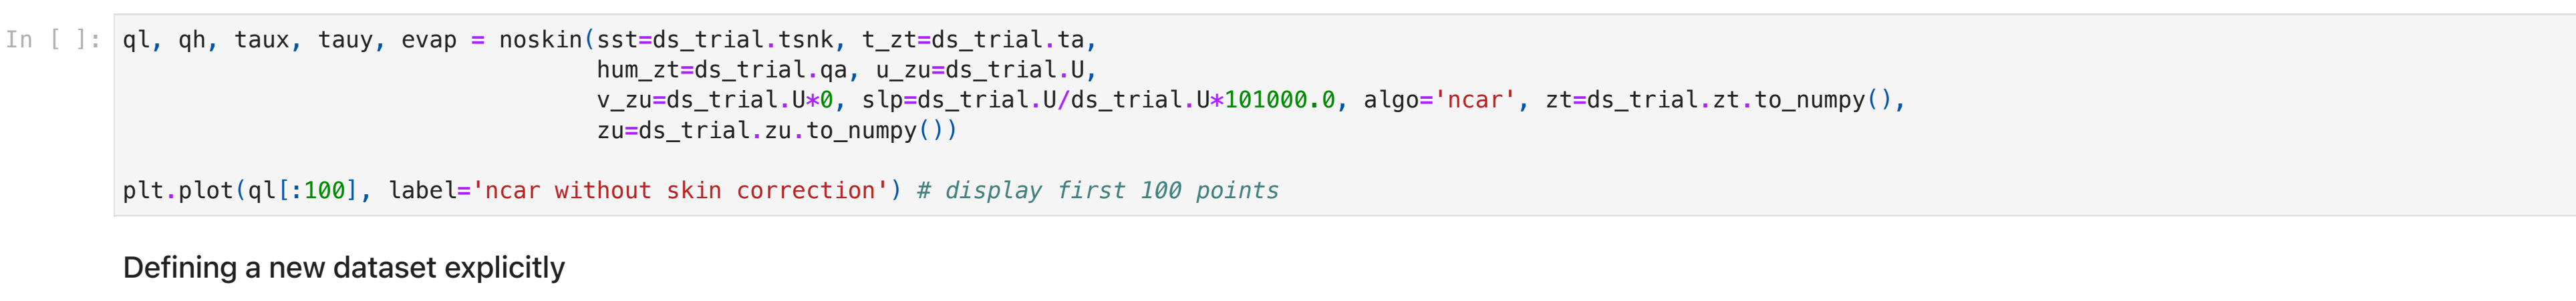 In [ ]: ql, qh, taux, tauy, evap = noskin(sst=ds_trial.tsnk, t_zt=ds_trial.ta,
hum_zt=ds_trial.qa, u_zu=ds_trial.U,
v_zu=ds_trial.U*0, slp=ds_trial.U/ds_trial.U*101000.0, algo='ncar', zt=ds_trial.zt.to_numpy(),
zu=ds_trial.zu.to_numpy())
plt.plot(ql[:100], label='ncar without skin correction') # display first 100 points
Defining a new dataset explicitly